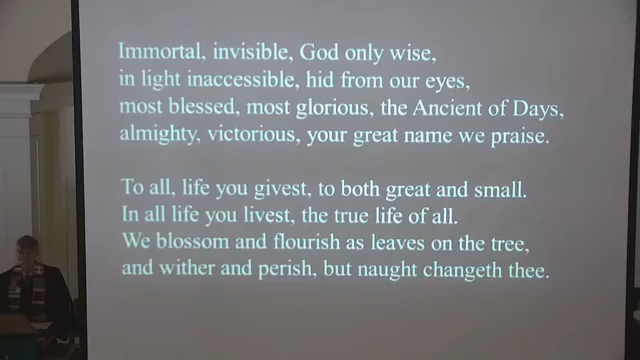 Immortal, invisible, God only wise,
in light inaccessible, hid from our eyes,
most blessed, most glorious, the Ancient of Days,
almighty, victorious, your great name we praise.
To all, life you givest, to both great and small.
In all life you livest, the true life of all.
We blossom and flourish as leaves on the tree,
and wither and perish, but naught changeth thee.